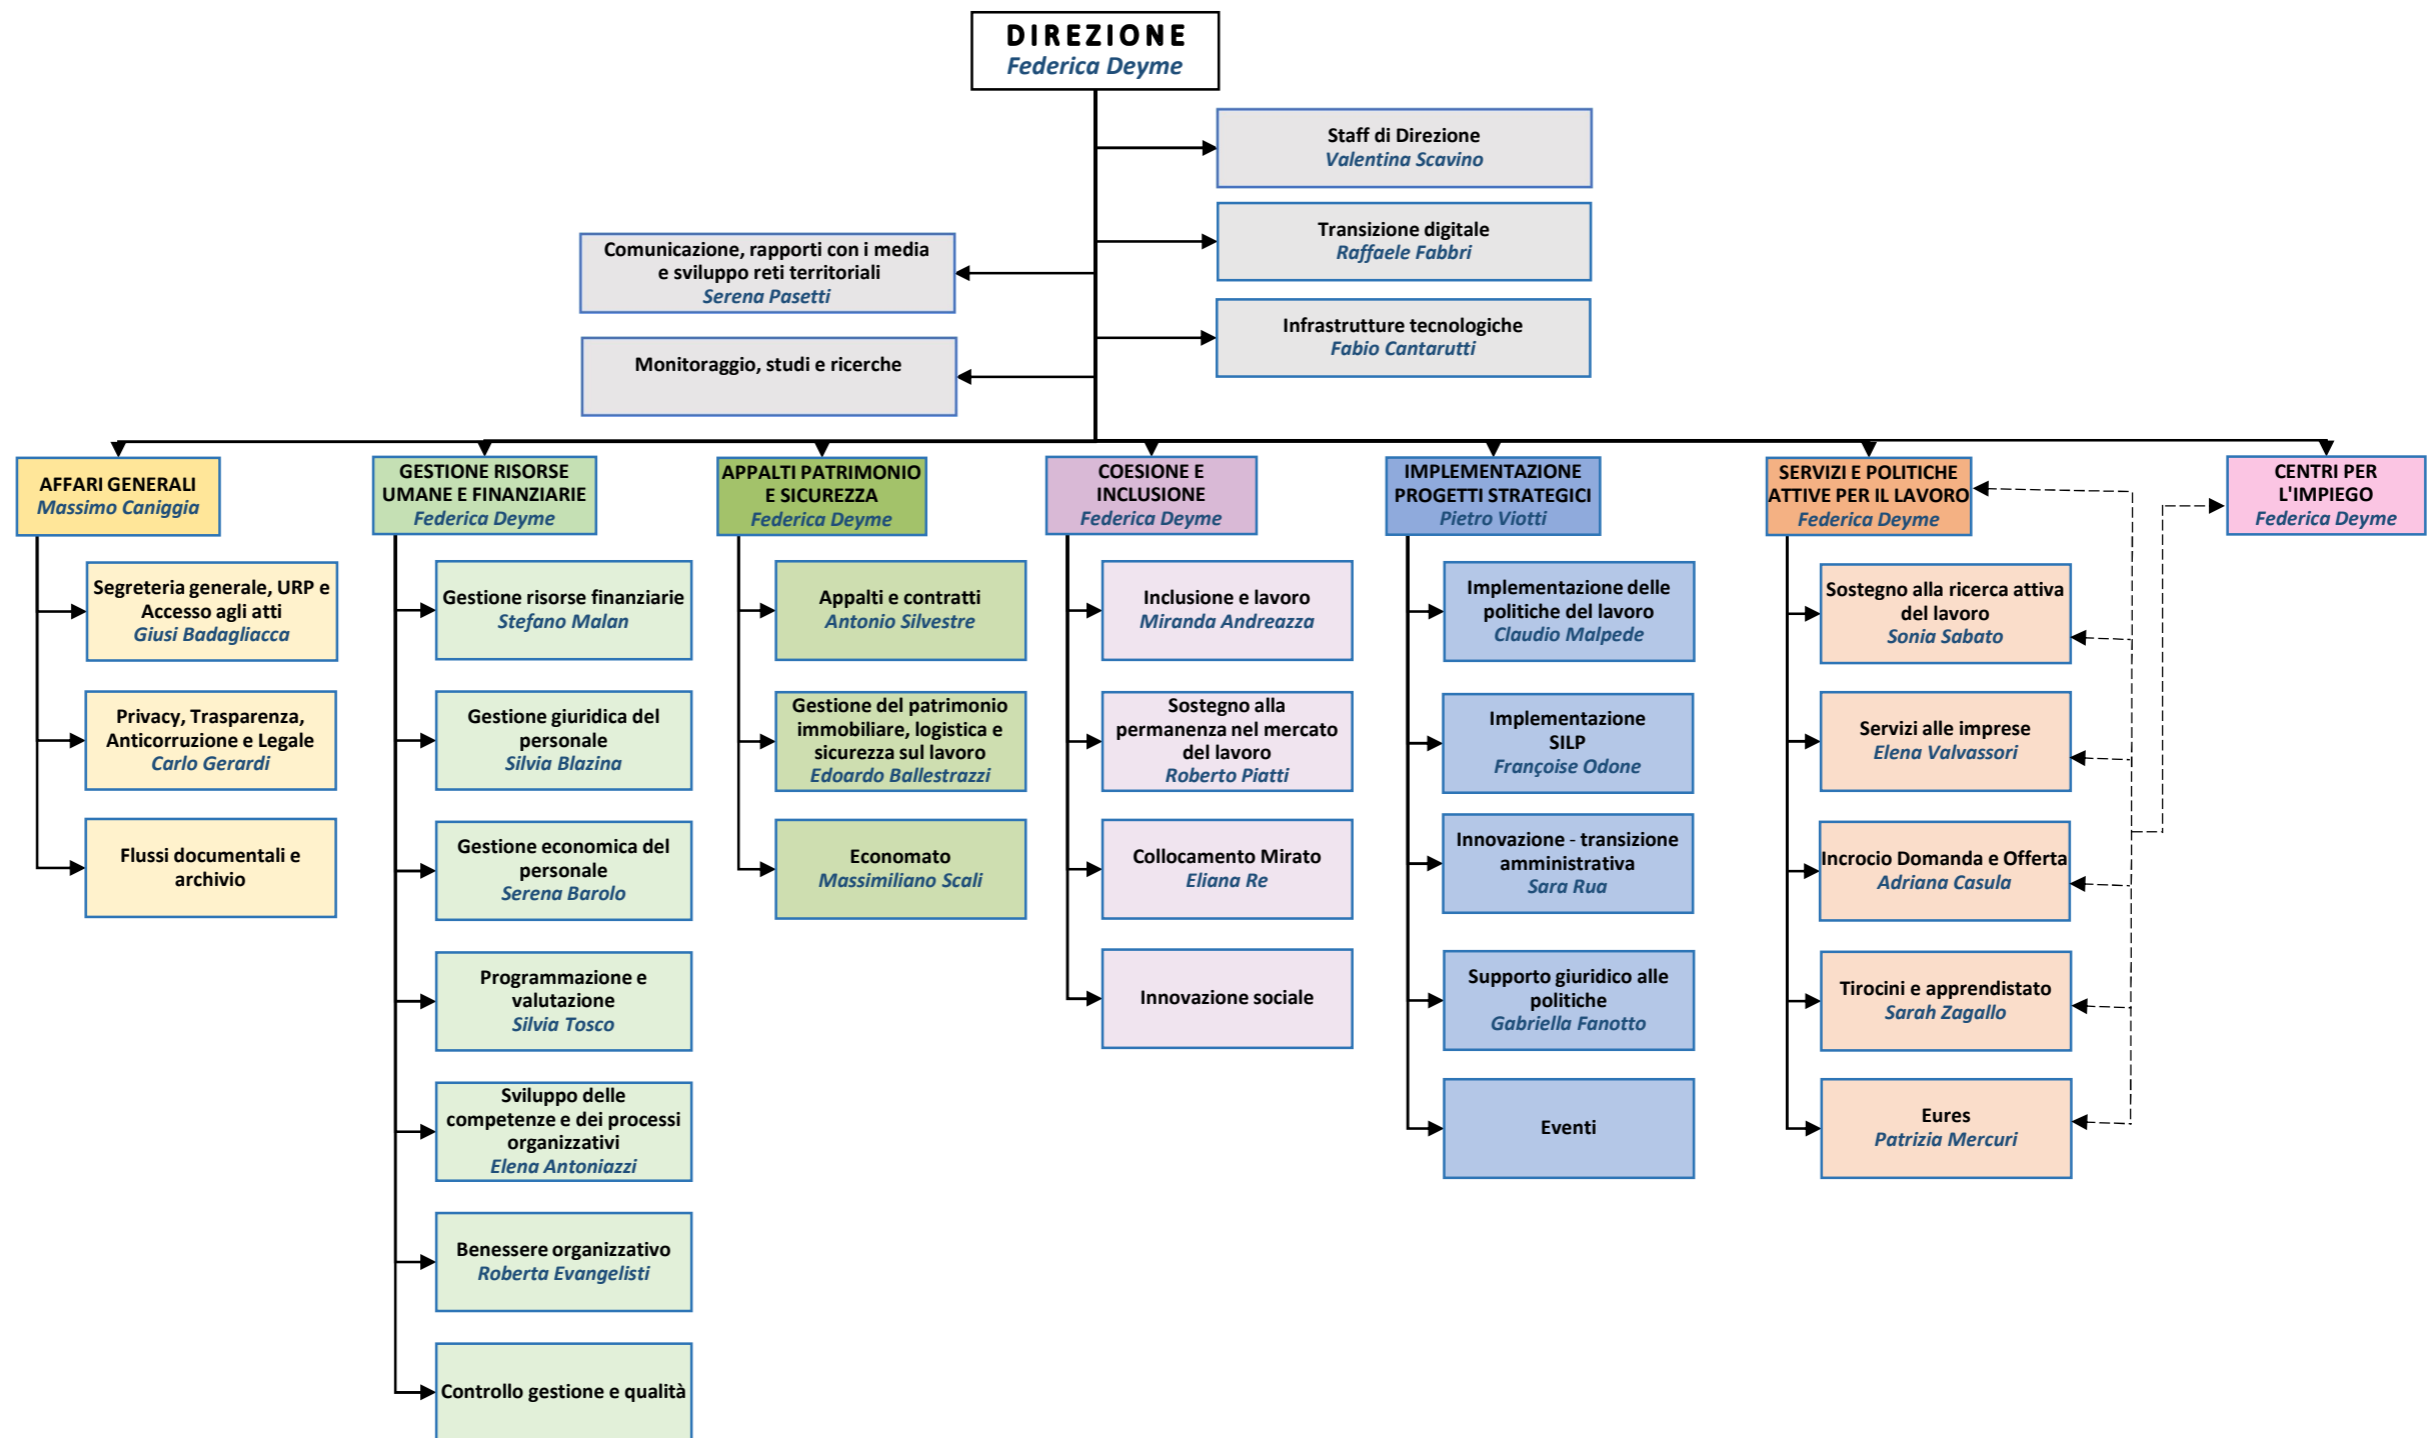 DIREZIONE
Federica Deyme
Staff di Direzione
Valentina Scavino
Transizione digitale
Raffaele Fabbri
Comunicazione, rapporti con i media
e sviluppo reti territoriali
Serena Pasetti
Infrastrutture tecnologiche
Fabio Cantarutti
Monitoraggio, studi e ricerche
AFFARI GENERALI
Massimo Caniggia
Segreteria generale, URP e
Accesso agli atti
Giusi Badagliacca
Privacy, Trasparenza,
Anticorruzione e Legale
Carlo Gerardi
Flussi documentali e
archivio
GESTIONE RISORSE
UMANE E FINANZIARIE
Federica Deyme
Gestione risorse finanziarie
Stefano Malan
Gestione giuridica del
personale
Silvia Blazina
Gestione economica del
personale
Serena Barolo
Programmazione e
valutazione
Silvia Tosco
Sviluppo delle
competenze e dei processi
organizzativi
Elena Antoniazzi
Benessere organizzativo
Roberta Evangelisti
Controllo gestione e qualità
APPALTI PATRIMONIO
E SICUREZZA
Federica Deyme
Appalti e contratti
Antonio Silvestre
Gestione del patrimonio
immobiliare, logistica e
sicurezza sul lavoro
Edoardo Ballestrazzi
Economato
Massimiliano Scali
COESIONE E
INCLUSIONE
Federica Deyme
Inclusione e lavoro
Miranda Andreazza
Sostegno alla
permanenza nel mercato
del lavoro
Roberto Piatti
Collocamento Mirato
Eliana Re
Innovazione sociale
IMPLEMENTAZIONE
PROGETTI STRATEGICI
Pietro Viotti
Implementazione delle
politiche del lavoro
Claudio Malpede
Implementazione
SILP
Françoise Odone
Innovazione - transizione
amministrativa
Sara Rua
Supporto giuridico alle
politiche
Gabriella Fanotto
Eventi
SERVIZI E POLITICHE
ATTIVE PER IL LAVORO
Federica Deyme
Sostegno alla ricerca attiva
del lavoro
Sonia Sabato
Servizi alle imprese
Elena Valvassori
Incrocio Domanda e Offerta
Adriana Casula
Tirocini e apprendistato
Sarah Zagallo
Eures
Patrizia Mercuri
CENTRI PER
L'IMPIEGO
Federica Deyme